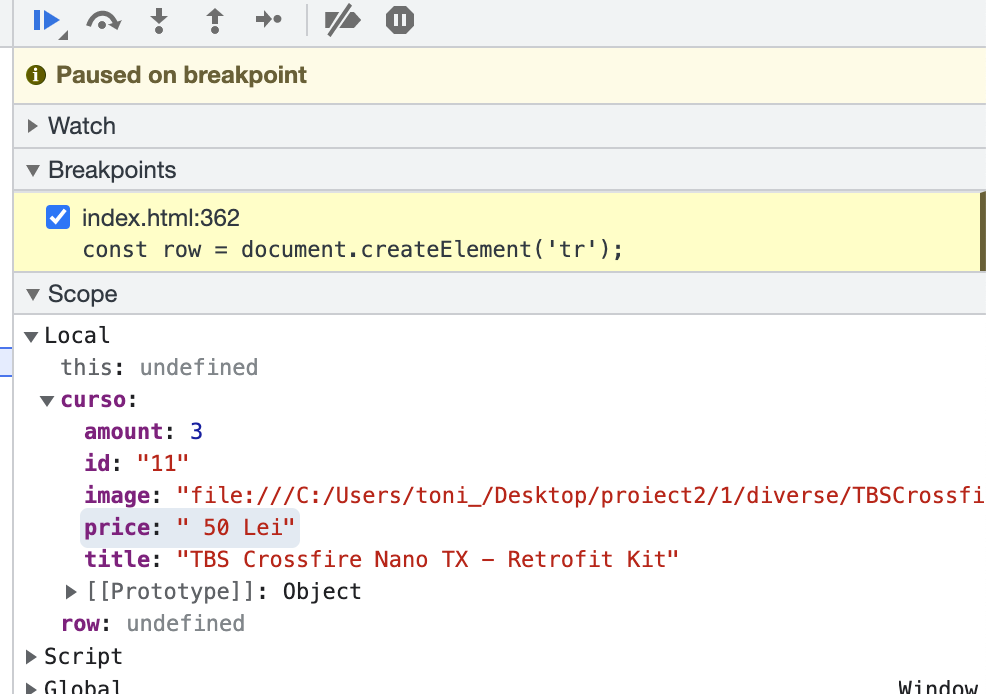 Paused on breakpoint
Watch
Breakpoints
index.html:362
const row = document.createElement('tr');
Scope
Local
this: undefined
curso:
amount: 3
id: "11"
image: "file:///C:/Users/toni_/Desktop/proiect2/1/diverse/TBSCrossfi
price: " 50 Lei"
title: "TBS Crossfire Nano TX – Retrofit Kit"
[[Prototype]]: Object
row: undefined
Script
Global Window